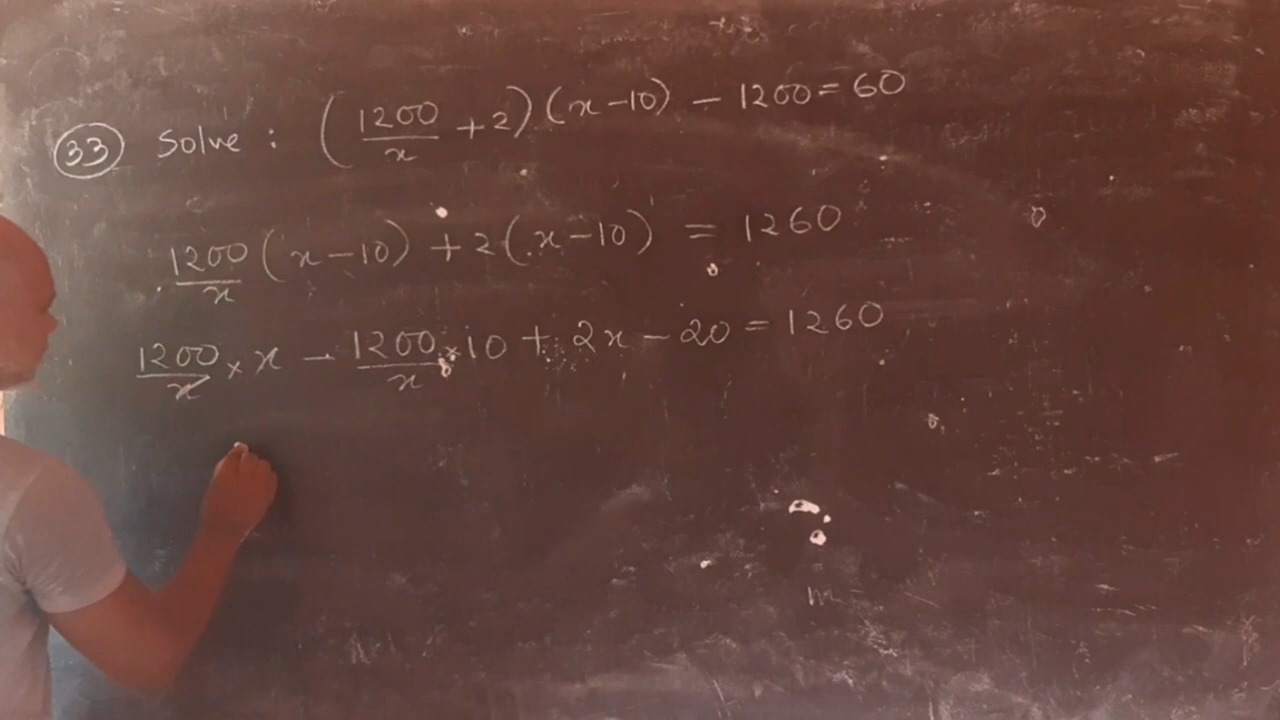 33 Solve : ( 1200/x + 2 ) ( x - 10 ) - 1200 = 60
1200/x ( x - 10 ) + 2 ( x - 10 ) = 1260
1200/x × x - 1200/x × 10 + 2x - 20 = 1260